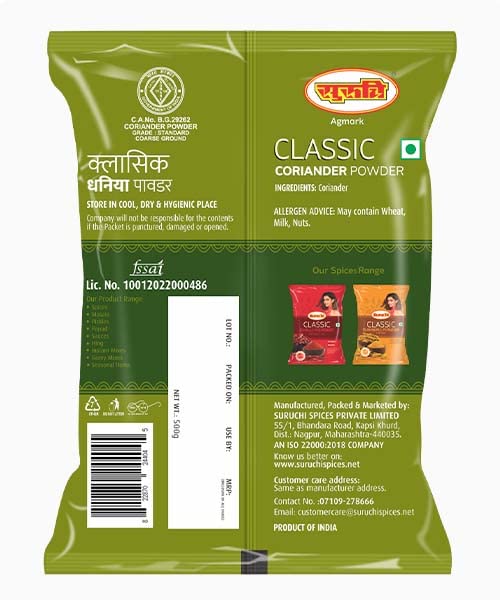 C.A.No. B.G.29262
CORIANDER POWDER
GRADE : STANDARD
COARSE GROUND
क्लासिक
धनिया पावडर
STORE IN COOL, DRY & HYGIENIC PLACE
Company will not be responsible for the contents
if the Packet is punctured, damaged or opened.
fssai
Lic. No. 10012022000486
Our Product Range
• Spices
• Masala
• Pickles
• Papad
• Sauces
• Hing
• Instant Mixes
• Gravy Mixes
• Seasonal Items
LOT NO.:
PACKED ON:
USE BY:
MRP:
NET WT.: 500g
सुरुचि
Agmark
CLASSIC
CORIANDER POWDER
INGREDIENTS: Coriander
ALLERGEN ADVICE: May contain Wheat,
Milk, Nuts.
Our Spices Range
Suruchi
CLASSIC
Suruchi
CLASSIC
Manufactured, Packed & Marketed by:
SURUCHI SPICES PRIVATE LIMITED
55/1, Bhandara Road, Kapsi Khurd,
Dist.: Nagpur, Maharashtra-440035.
AN ISO 22000:2018 COMPANY
Know us better on:
www.suruchispices.net
Customer care address:
Same as manufacturer address.
Contact No. :07109-278666
Email: customercare@suruchispices.net
PRODUCT OF INDIA